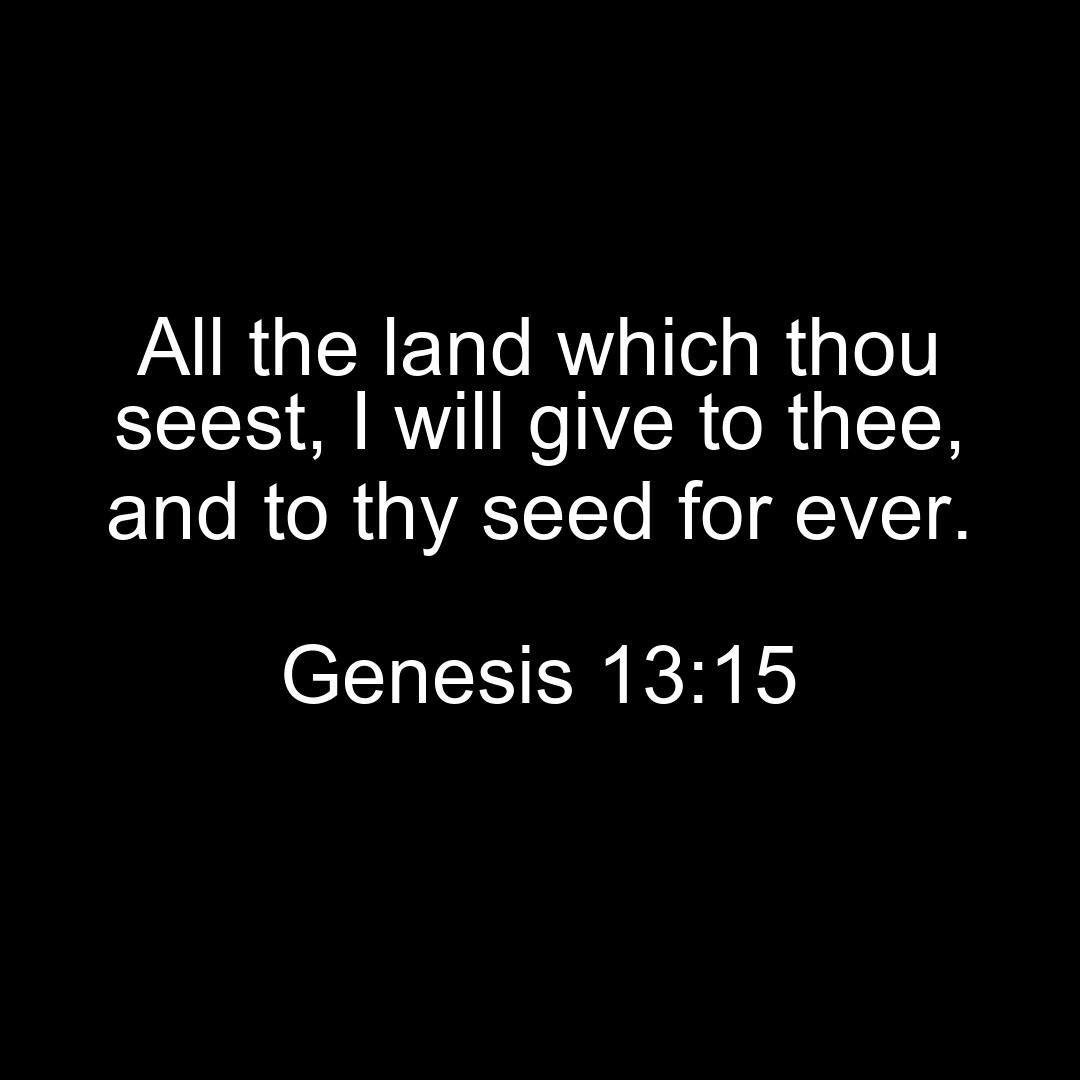 All the land which thou
seest, I will give to thee,
and to thy seed for ever.
Genesis 13:15